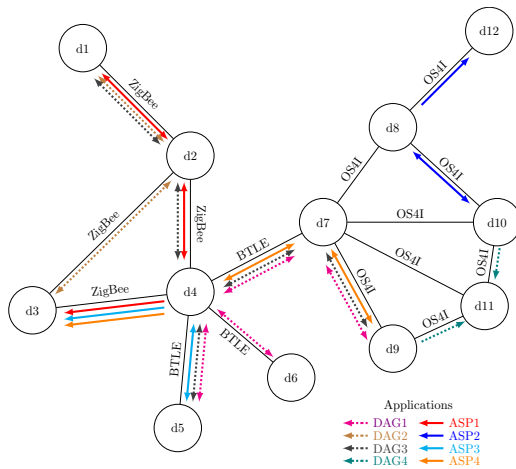 d12
d1
OS4I
ZigBee
d8
d2
OS4I
OS4I
ZigBee
ZigBee
d7
OS4I
d10
BTLE
OS4I
OS4I
ZigBee
d4
OS4I
d3
d11
OS4I
BTLE
BTLE
d9
d6
d5
Applications
DAG1 ASP1
DAG2 ASP2
DAG3 ASP3
DAG4 ASP4